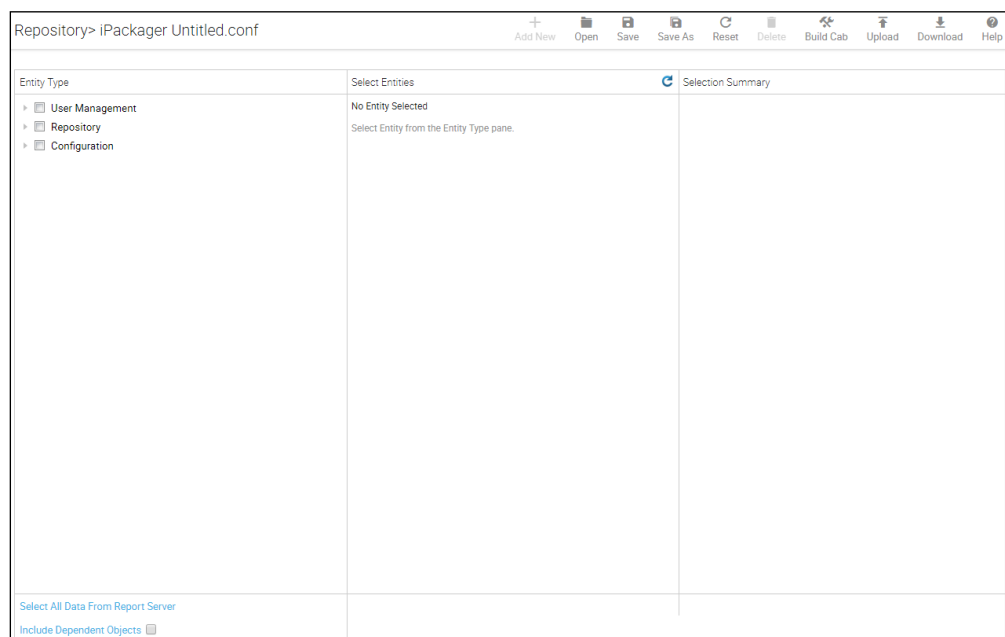 Repository> iPackager Untitled.conf
Add New Open Save Save As Reset Delete Build Cab Upload Download Help
Entity Type Select Entities Selection Summary
User Management No Entity Selected
Repository Select Entity from the Entity Type pane.
Configuration
Select All Data From Report Server
Include Dependent Objects